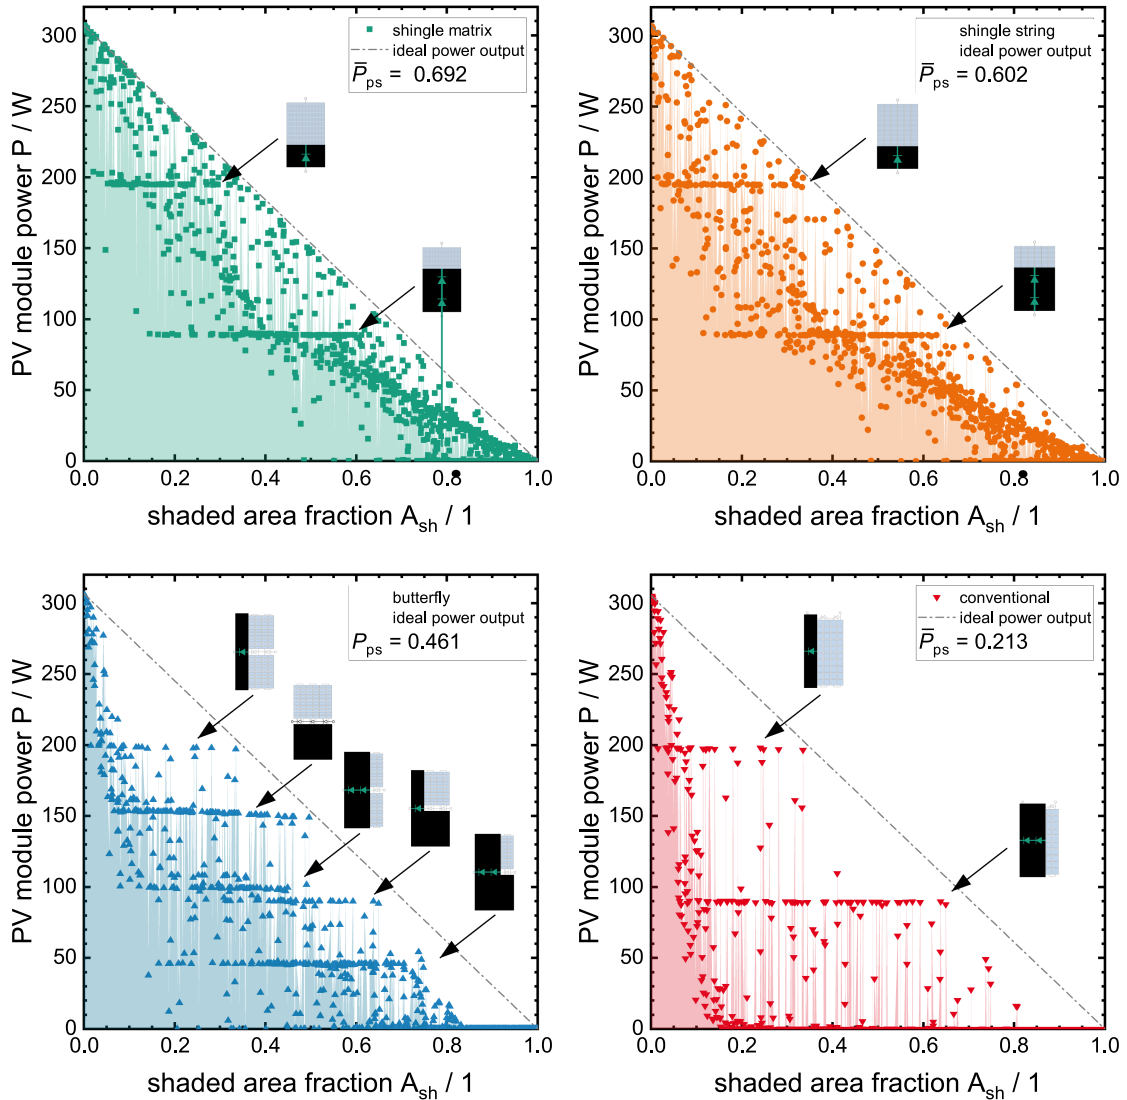 shingle matrix
ideal power output
P̅ps = 0.692
300
250
200
150
100
50
0
PV module power P / W
0.0 0.2 0.4 0.6 0.8 1.0
shaded area fraction Ash / 1
shingle string
ideal power output
P̅ps = 0.602
300
250
200
150
100
50
0
PV module power P / W
0.0 0.2 0.4 0.6 0.8 1.0
shaded area fraction Ash / 1
butterfly
ideal power output
Pps = 0.461
300
250
200
150
100
50
0
PV module power P / W
0.0 0.2 0.4 0.6 0.8 1.0
shaded area fraction Ash / 1
conventional
ideal power output
P̅ps = 0.213
300
250
200
150
100
50
0
PV module power P / W
0.0 0.2 0.4 0.6 0.8 1.0
shaded area fraction Ash / 1